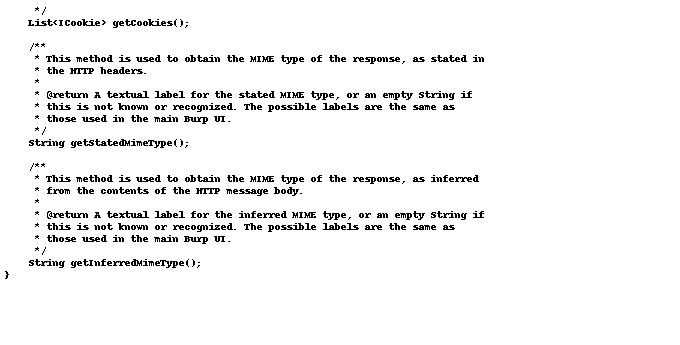 */
    List<ICookie> getCookies();

    /**
     * This method is used to obtain the MIME type of the response, as stated in
     * the HTTP headers.
     *
     * @return A textual label for the stated MIME type, or an empty String if
     * this is not known or recognized. The possible labels are the same as
     * those used in the main Burp UI.
     */
    String getStatedMimeType();

    /**
     * This method is used to obtain the MIME type of the response, as inferred
     * from the contents of the HTTP message body.
     *
     * @return A textual label for the inferred MIME type, or an empty String if
     * this is not known or recognized. The possible labels are the same as
     * those used in the main Burp UI.
     */
    String getInferredMimeType();
}